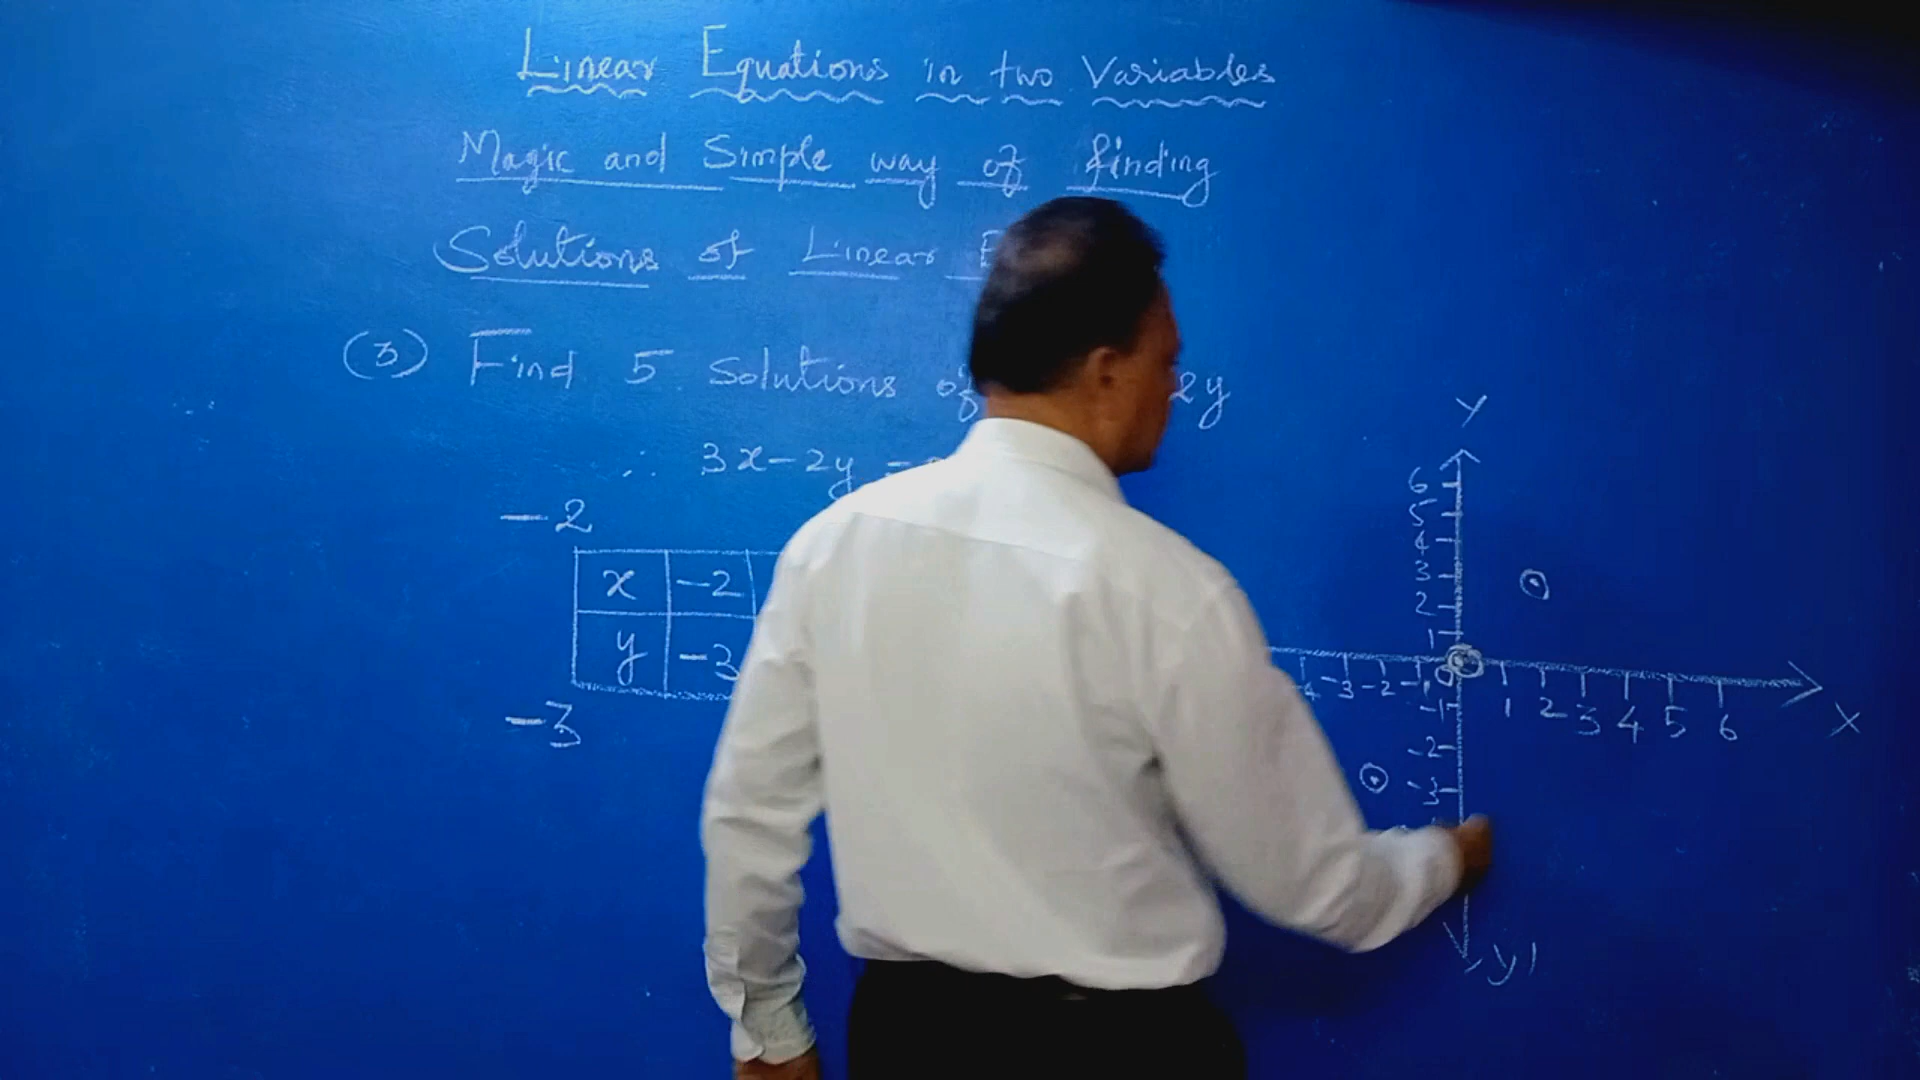 Linear Equations in two Variables
Magic and Simple way of finding
Solutions of Linear
(3) Find 5 Solutions of 2y
∴ 3x-2y =
-2
x -2
y -3
-3
Y
6
5
4
3
2
1
-4 -3 -2 -1 0
1 2 3 4 5 6
X
-1
-2
-3
y'